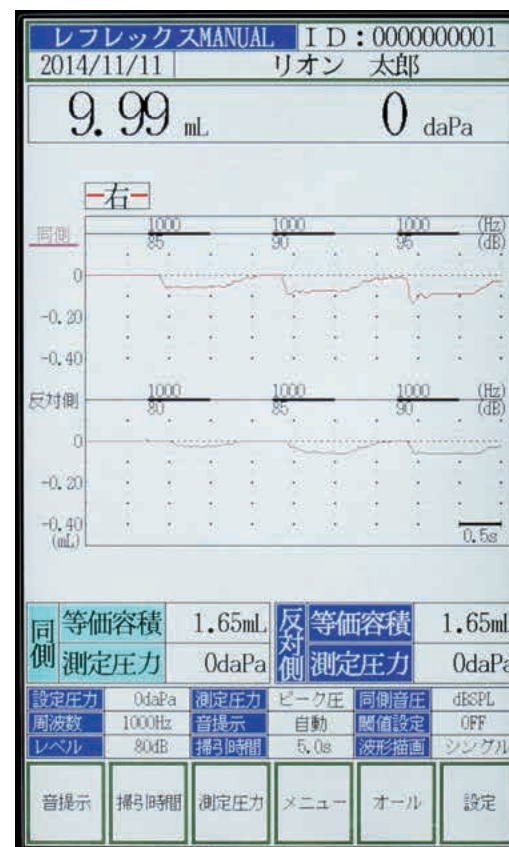 レフレックスMANUAL ID:0000000001
2014/11/11 リオン 太郎
9.99 mL 0 daPa
右
同側 1000 1000 1000 (Hz)
85 90 95 (dB)
0
-0.20
-0.40
反対側 1000 1000 1000 (Hz)
80 85 90 (dB)
0
-0.20
-0.40
(mL) 0.5s
同側 等価容積 1.65mL 反対側 等価容積 1.65mL
測定圧力 0daPa 測定圧力 0daPa
設定圧力 0daPa 測定圧力 ピーク圧 同側音圧 dBSPL
周波数 1000Hz 音提示 自動 閾値設定 OFF
レベル 80dB 掃引時間 5.0s 波形描画 シングル
音提示 掃引時間 測定圧力 メニュー オール 設定